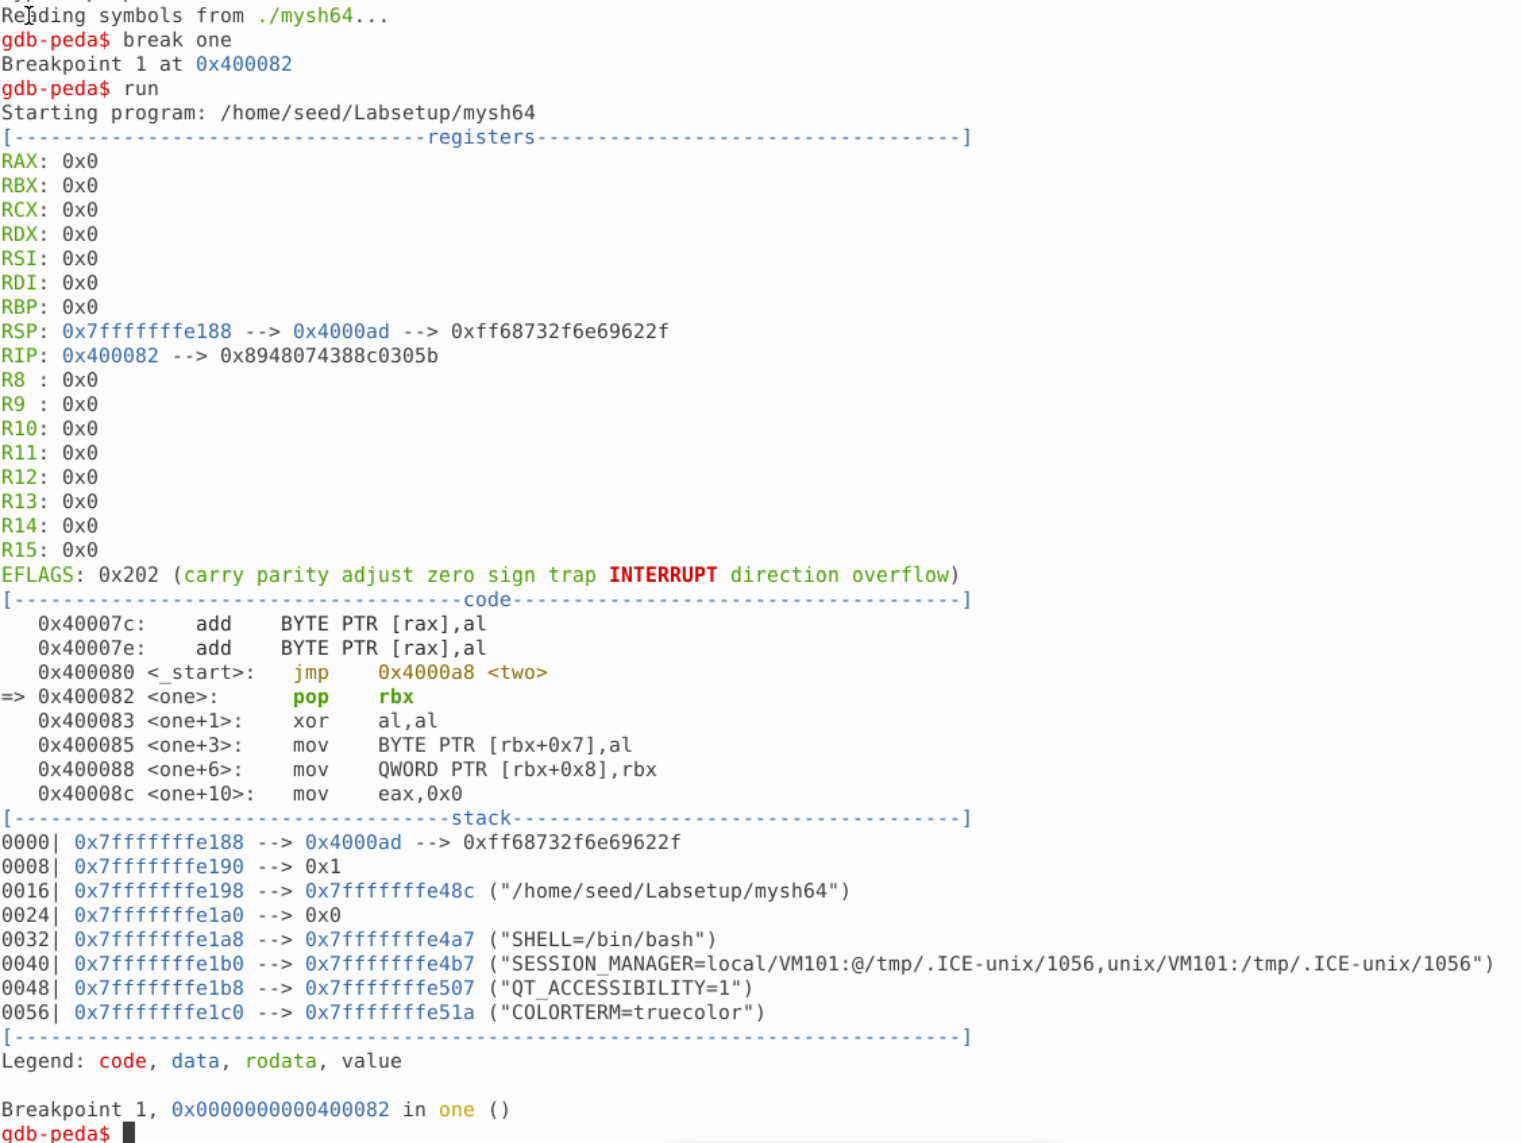 Reading symbols from ./mysh64...
gdb-peda$ break one
Breakpoint 1 at 0x400082
gdb-peda$ run
Starting program: /home/seed/Labsetup/mysh64
[----------------------------------registers-----------------------------------]
RAX: 0x0
RBX: 0x0
RCX: 0x0
RDX: 0x0
RSI: 0x0
RDI: 0x0
RBP: 0x0
RSP: 0x7fffffffe188 --> 0x4000ad --> 0xff68732f6e69622f
RIP: 0x400082 --> 0x8948074388c0305b
R8 : 0x0
R9 : 0x0
R10: 0x0
R11: 0x0
R12: 0x0
R13: 0x0
R14: 0x0
R15: 0x0
EFLAGS: 0x202 (carry parity adjust zero sign trap INTERRUPT direction overflow)
[-------------------------------------code-------------------------------------]
   0x40007c:    add    BYTE PTR [rax],al
   0x40007e:    add    BYTE PTR [rax],al
   0x400080 <_start>:   jmp    0x4000a8 <two>
=> 0x400082 <one>:      pop    rbx
   0x400083 <one+1>:    xor    al,al
   0x400085 <one+3>:    mov    BYTE PTR [rbx+0x7],al
   0x400088 <one+6>:    mov    QWORD PTR [rbx+0x8],rbx
   0x40008c <one+10>:   mov    eax,0x0
[------------------------------------stack-------------------------------------]
0000| 0x7fffffffe188 --> 0x4000ad --> 0xff68732f6e69622f
0008| 0x7fffffffe190 --> 0x1
0016| 0x7fffffffe198 --> 0x7fffffffe48c ("/home/seed/Labsetup/mysh64")
0024| 0x7fffffffe1a0 --> 0x0
0032| 0x7fffffffe1a8 --> 0x7fffffffe4a7 ("SHELL=/bin/bash")
0040| 0x7fffffffe1b0 --> 0x7fffffffe4b7 ("SESSION_MANAGER=local/VM101:@/tmp/.ICE-unix/1056,unix/VM101:/tmp/.ICE-unix/1056")
0048| 0x7fffffffe1b8 --> 0x7fffffffe507 ("QT_ACCESSIBILITY=1")
0056| 0x7fffffffe1c0 --> 0x7fffffffe51a ("COLORTERM=truecolor")
[------------------------------------------------------------------------------]
Legend: code, data, rodata, value

Breakpoint 1, 0x0000000000400082 in one ()
gdb-peda$